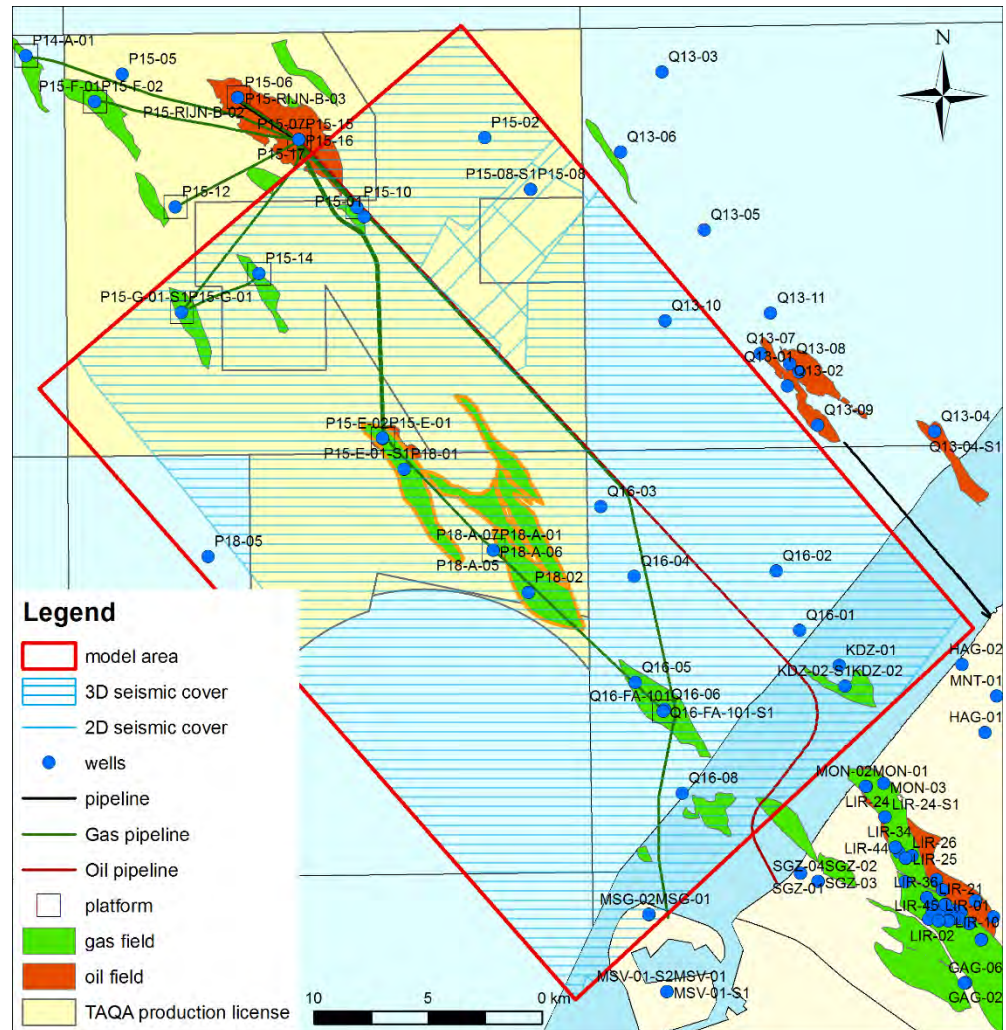 P14-A-01
N
P15-05
Q13-03
P15-F-01P15-F-02
P15-06
P15-RIJN-B-03
P15-RIJN-B-02
P15-07P15-15
P15-16
P15-17
P15-02
Q13-06
P15-08-S1P15-08
P15-12
P15-10
P15-01
Q13-05
P15-14
P15-G-01-S1P15-G-01
Q13-10
Q13-11
Q13-07
Q13-08
Q13-01
Q13-02
Q13-09
Q13-04
Q13-04-S1
P15-E-02P15-E-01
P15-E-01-S1P18-01
Q16-03
P18-05
P18-A-07P18-A-01
P18-A-06
P18-A-05
P18-02
Q16-04
Q16-02
Q16-01
KDZ-01
KDZ-02-S1KDZ-02
HAG-02
MNT-01
HAG-01
Q16-05
Q16-06
Q16-FA-101
Q16-FA-101-S1
Q16-08
MON-02MON-01
MON-03
LIR-24
LIR-24-S1
LIR-34
LIR-44
LIR-26
LIR-25
SGZ-04SGZ-02
SGZ-03
SGZ-01
LIR-36
LIR-21
LIR-45
LIR-01
LIR-10
LIR-02
MSG-02MSG-01
GAG-06
GAG-02
MSV-01-S2MSV-01
MSV-01-S1
Legend
model area
3D seismic cover
2D seismic cover
wells
pipeline
Gas pipeline
Oil pipeline
platform
gas field
oil field
TAQA production license
10
5
0 km